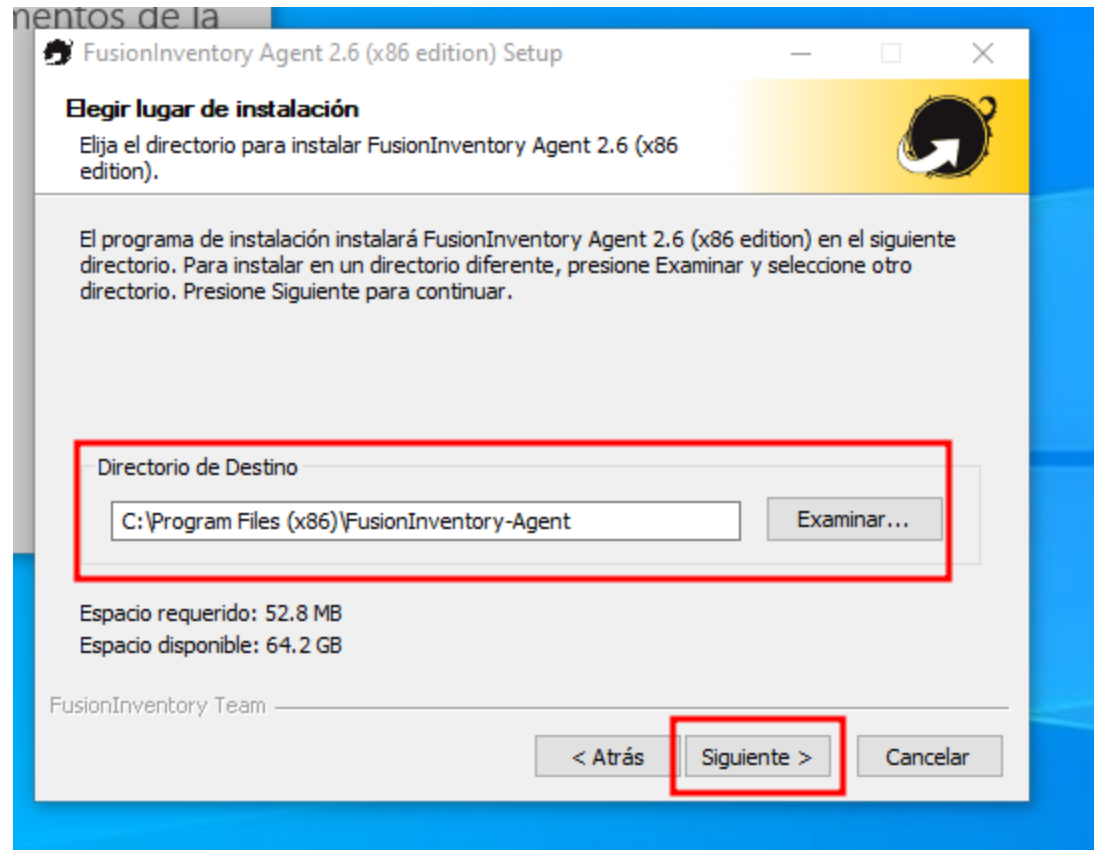 mentos de la
FusionInventory Agent 2.6 (x86 edition) Setup
Elegir lugar de instalación
Elija el directorio para instalar FusionInventory Agent 2.6 (x86
edition).
El programa de instalación instalará FusionInventory Agent 2.6 (x86 edition) en el siguiente
directorio. Para instalar en un directorio diferente, presione Examinar y seleccione otro
directorio. Presione Siguiente para continuar.
Directorio de Destino
C:\Program Files (x86)\FusionInventory-Agent
Examinar...
Espacio requerido: 52.8 MB
Espacio disponible: 64.2 GB
FusionInventory Team
< Atrás
Siguiente >
Cancelar